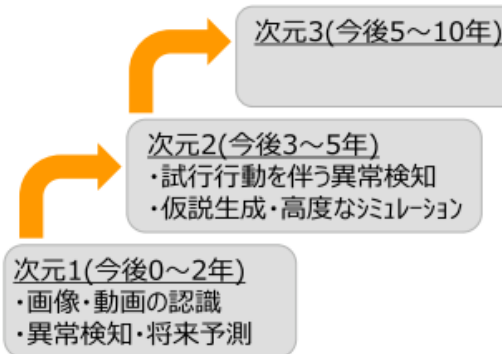 次元3(今後5～10年)
次元2(今後3～5年)
・試行行動を伴う異常検知
・仮説生成・高度なｼﾐｭﾚｰｼｮﾝ
次元1(今後0～2年)
・画像・動画の認識
・異常検知・将来予測